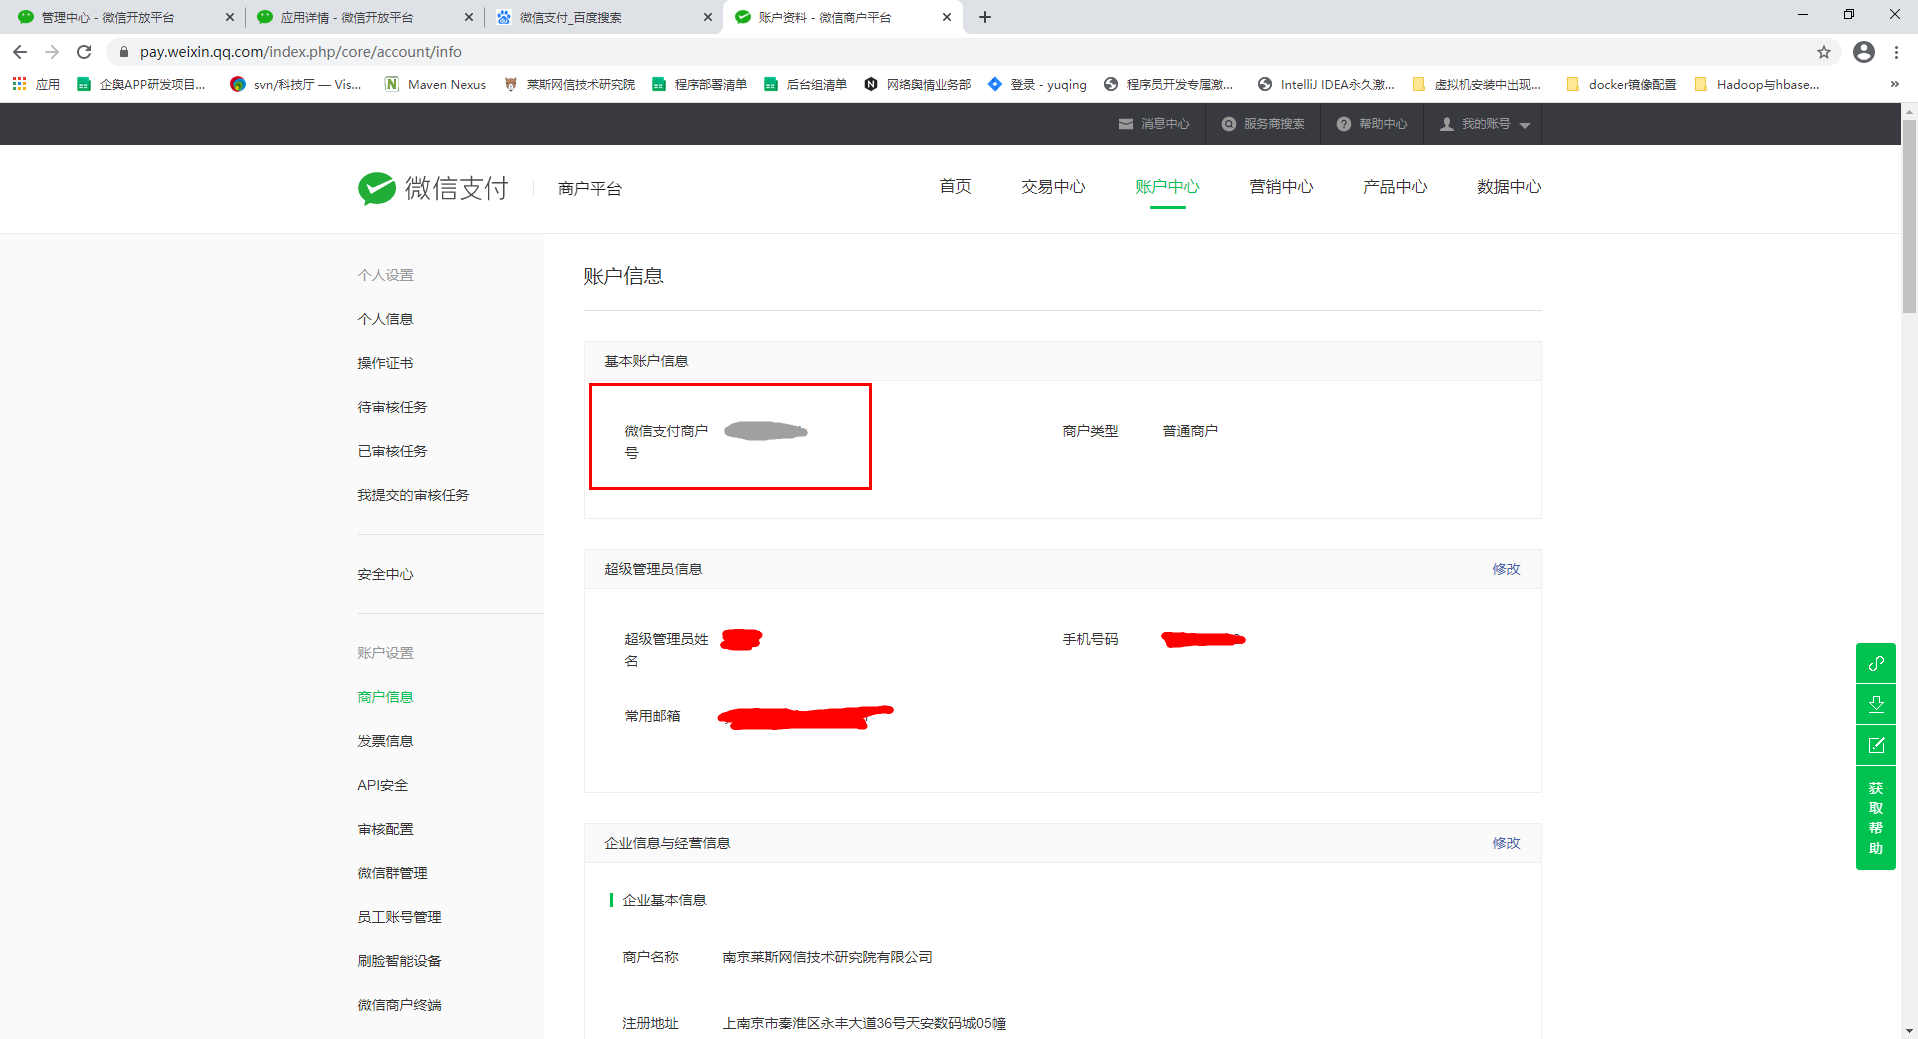 管理中心 - 微信开放平台
应用详情 - 微信开放平台
微信支付_百度搜索
账户资料 - 微信商户平台
pay.weixin.qq.com/index.php/core/account/info
应用
企舆APP研发项目...
svn/科技厅 — Vis...
Maven Nexus
莱斯网信技术研究院
程序部署清单
后台组清单
网络舆情业务部
登录 - yuqing
程序员开发专属激...
IntelliJ IDEA永久激...
虚拟机安装中出现...
docker镜像配置
Hadoop与hbase...
»
消息中心
服务商搜索
帮助中心
我的账号
微信支付
商户平台
首页
交易中心
账户中心
营销中心
产品中心
数据中心
个人设置
个人信息
操作证书
待审核任务
已审核任务
我提交的审核任务
安全中心
账户设置
商户信息
发票信息
API安全
审核配置
微信群管理
员工账号管理
刷脸智能设备
微信商户终端
账户信息
基本账户信息
微信支付商户
号
商户类型
普通商户
超级管理员信息
修改
超级管理员姓
名
手机号码
常用邮箱
企业信息与经营信息
修改
企业基本信息
商户名称
南京莱斯网信技术研究院有限公司
注册地址
上南京市秦淮区永丰大道36号天安数码城05幢
获
取
帮
助